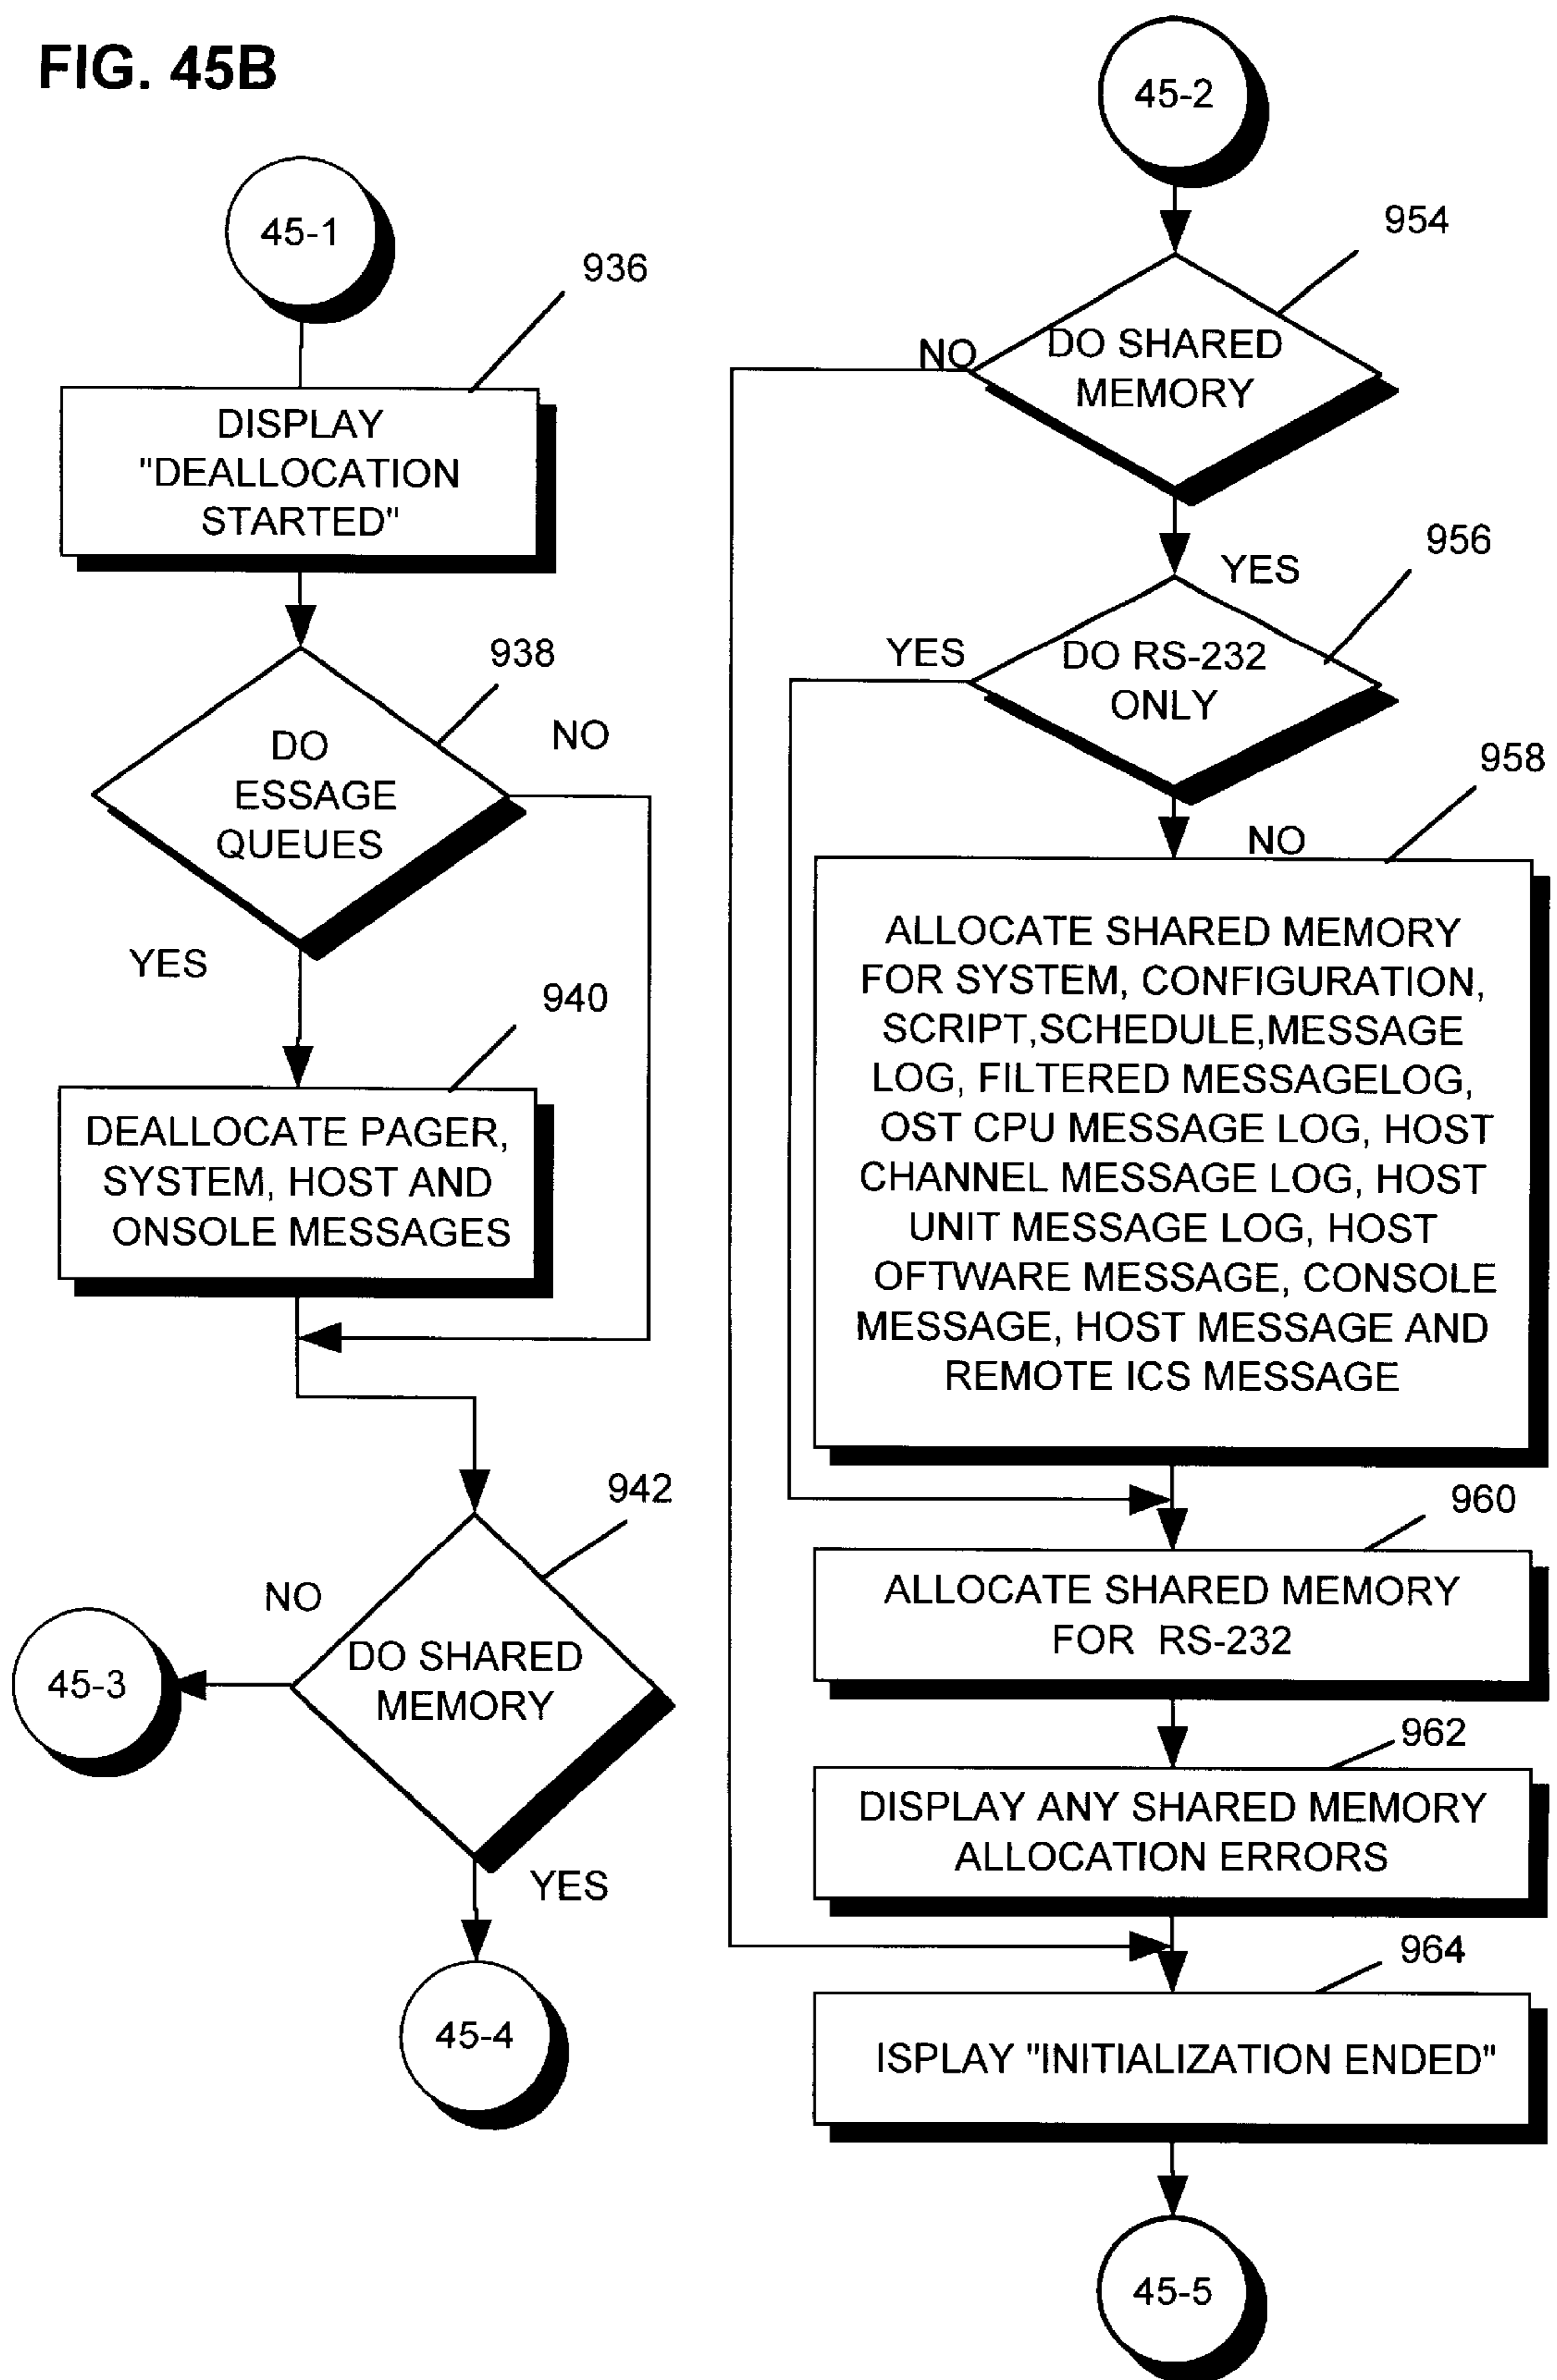 FIG. 45B
45-1
936
DISPLAY
"DEALLOCATION
STARTED"
938
DO
ESSAGE
QUEUES
NO
YES
940
DEALLOCATE PAGER,
SYSTEM, HOST AND
ONSOLE MESSAGES
942
DO SHARED
MEMORY
NO
45-3
YES
45-4
45-2
954
DO SHARED
MEMORY
NO
YES
956
DO RS-232
ONLY
YES
NO
958
ALLOCATE SHARED MEMORY
FOR SYSTEM, CONFIGURATION,
SCRIPT,SCHEDULE,MESSAGE
LOG, FILTERED MESSAGELOG,
OST CPU MESSAGE LOG, HOST
CHANNEL MESSAGE LOG, HOST
UNIT MESSAGE LOG, HOST
OFTWARE MESSAGE, CONSOLE
MESSAGE, HOST MESSAGE AND
REMOTE ICS MESSAGE
960
ALLOCATE SHARED MEMORY
FOR RS-232
962
DISPLAY ANY SHARED MEMORY
ALLOCATION ERRORS
964
ISPLAY "INITIALIZATION ENDED"
45-5